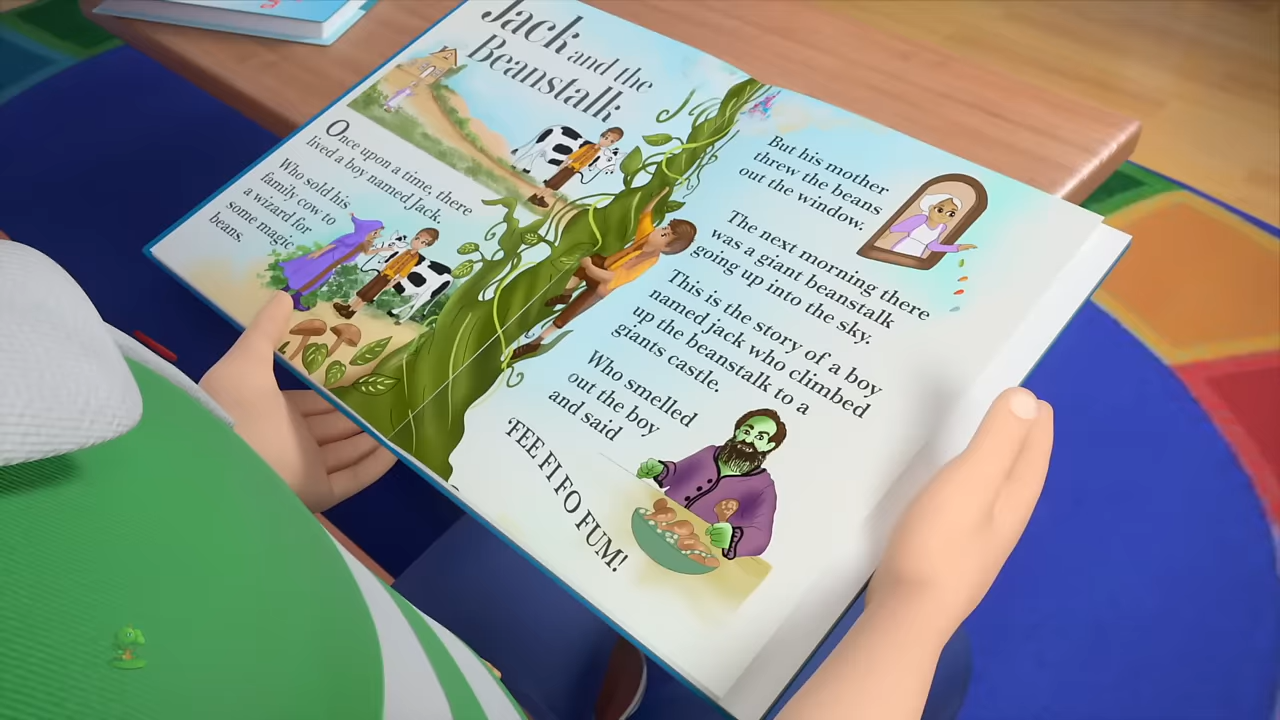 Jack and the
Beanstalk
Once upon a time, there
lived a boy named Jack.
Who sold his
family cow to
a wizard for
some magic
beans.
But his mother
threw the beans
out the window.
The next morning there
was a giant beanstalk
going up into the sky.
This is the story of a boy
named jack who climbed
up the beanstalk to a
giants castle.
Who smelled
out the boy
and said
'FEE FI FO FUM!